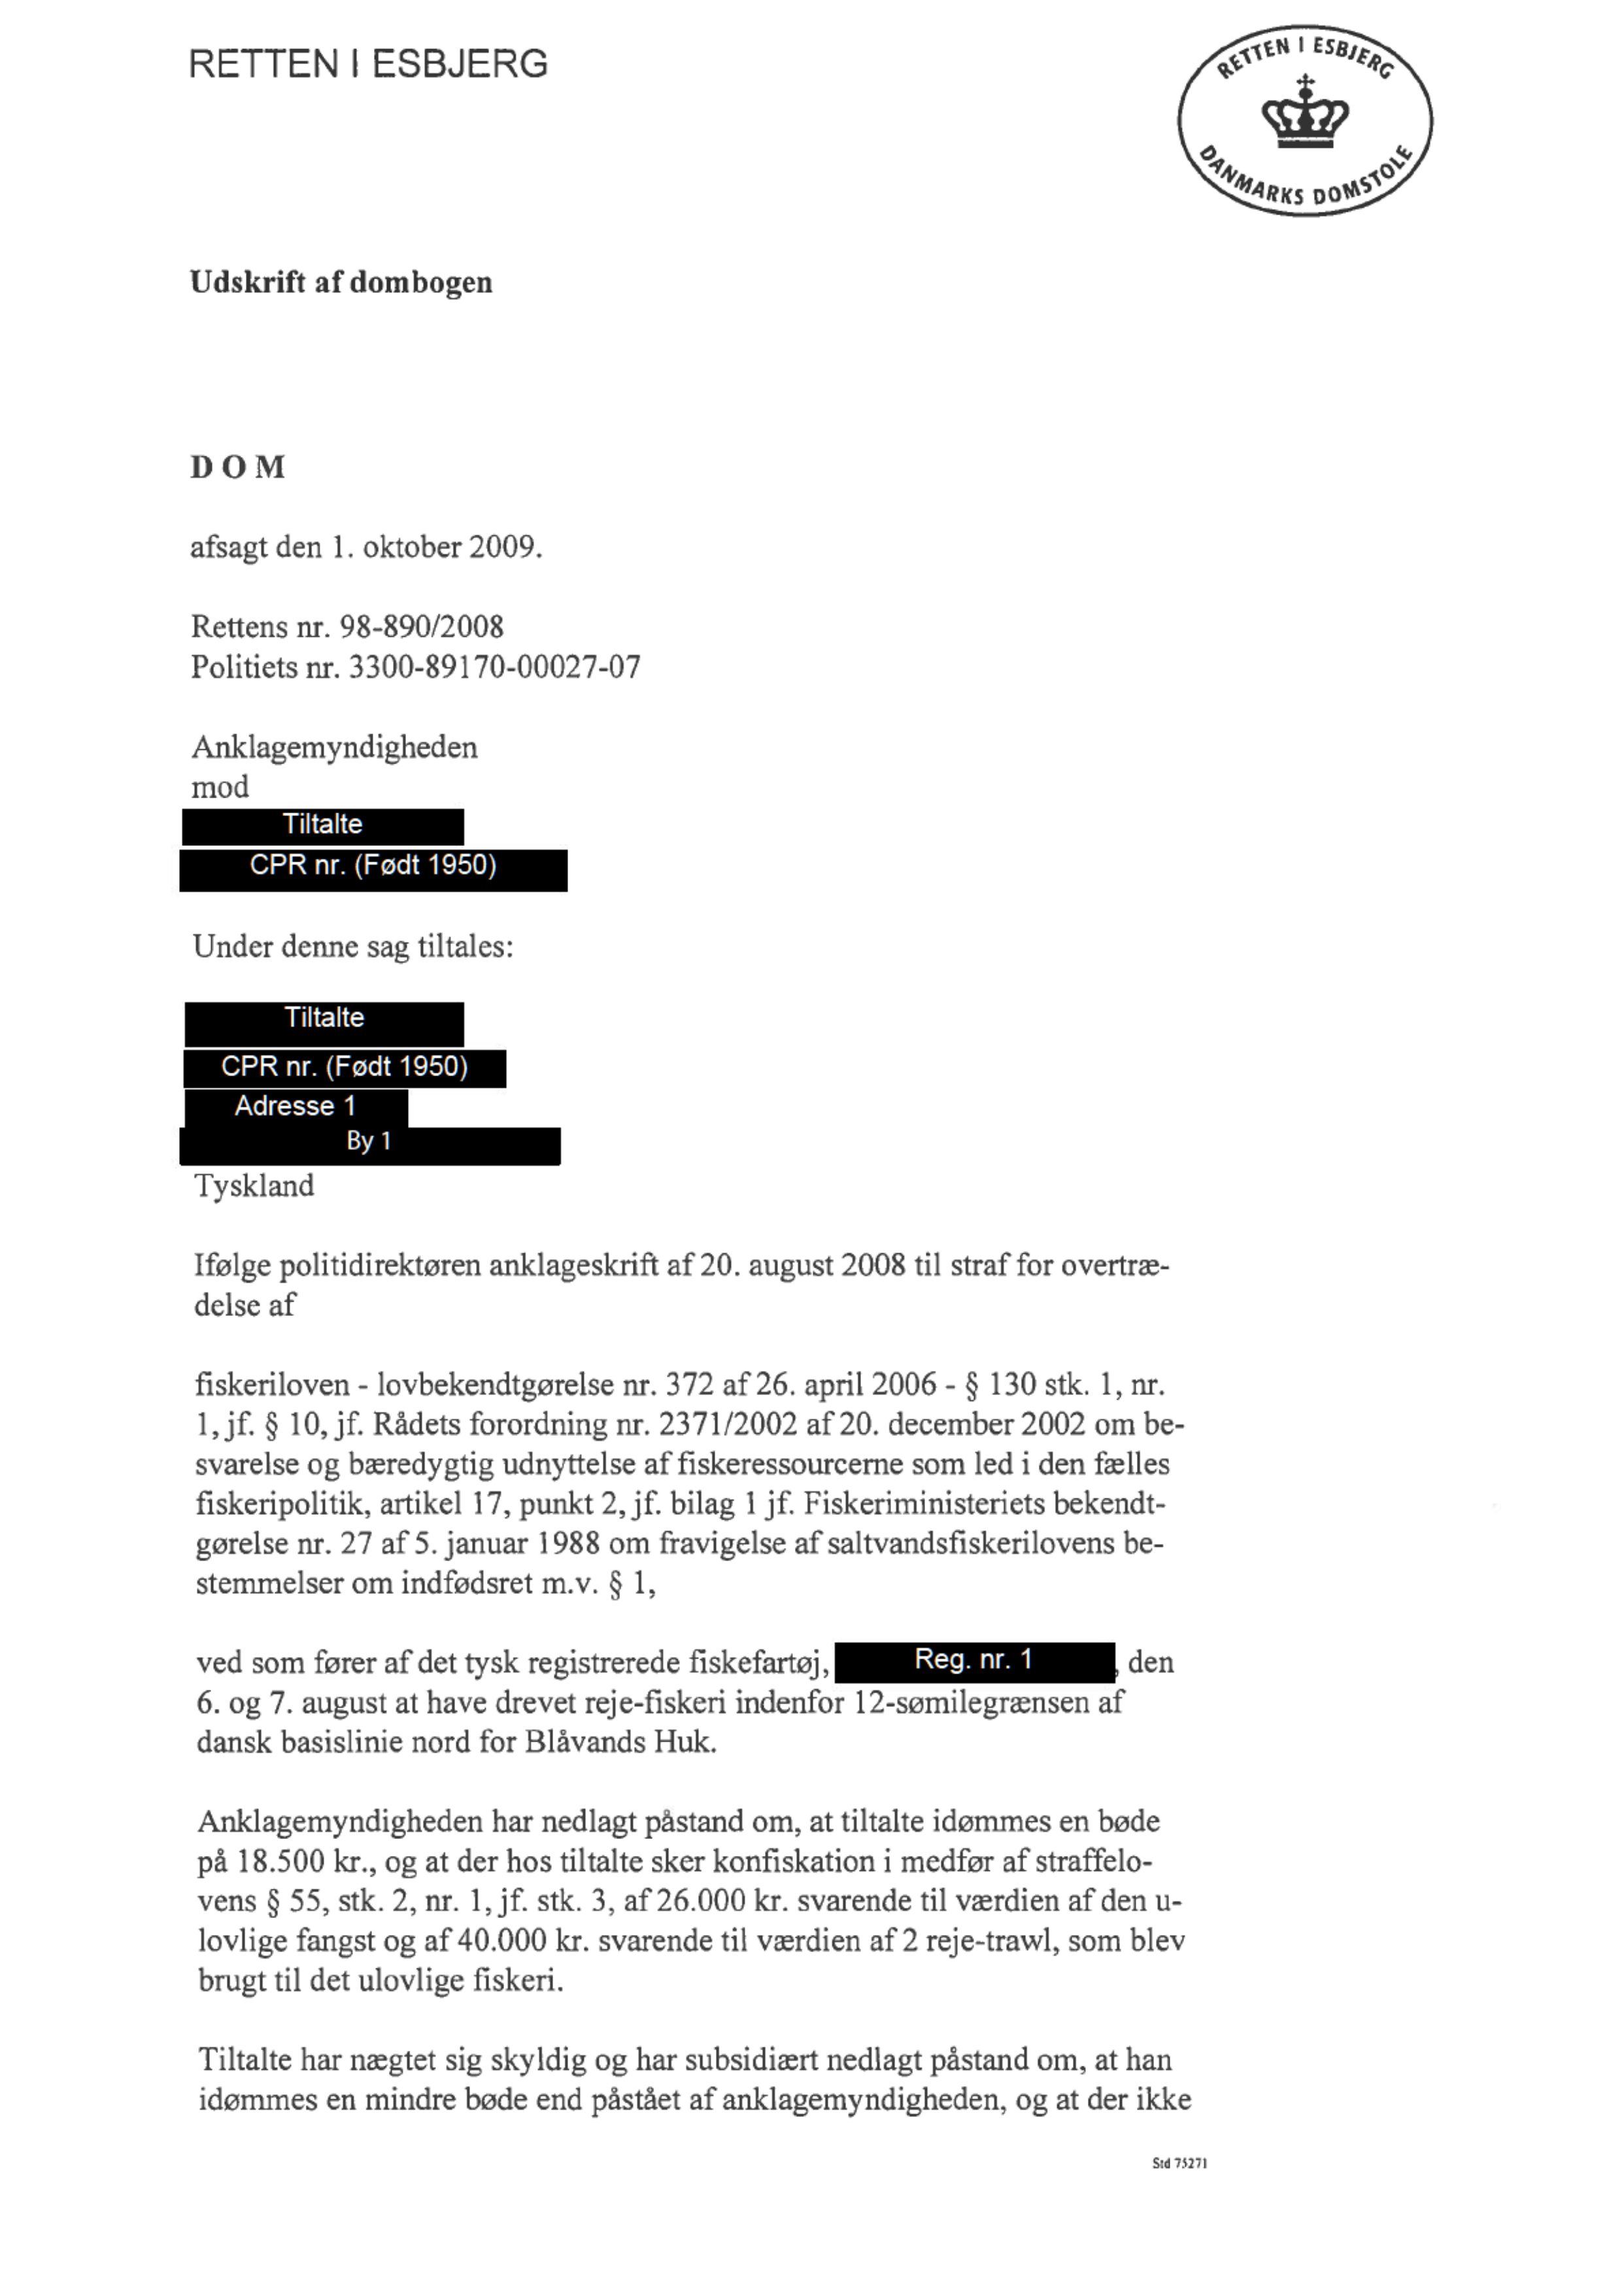 RETTEN I ESBJERG
RETTEN I ESBJERG
DANMARKS DOMSTOLE
Udskrift af dombogen
DOM
afsagt den 1. oktober 2009.
Rettens nr. 98-890/2008
Politiets nr. 3300-89170-00027-07
Anklagemyndigheden
mod
Tiltalte
CPR nr. (Født 1950)
Under denne sag tiltales:
Tiltalte
CPR nr. (Født 1950)
Adresse 1
By 1
Tyskland
Ifølge politidirektøren anklageskrift af 20. august 2008 til straf for overtræ-
delse af
fiskeriloven - lovbekendtgørelse nr. 372 af 26. april 2006 - § 130 stk. 1, nr.
1, jf. § 10, jf. Rådets forordning nr. 2371/2002 af 20. december 2002 om be-
svarelse og bæredygtig udnyttelse af fiskeressourcerne som led i den fælles
fiskeripolitik, artikel 17, punkt 2, jf. bilag 1 jf. Fiskeriministeriets bekendt-
gørelse nr. 27 af 5. januar 1988 om fravigelse af saltvandsfiskerilovens be-
stemmelser om indfødsret m.v. § 1,
ved som fører af det tysk registrerede fiskefartøj, Reg. nr. 1, den
6. og 7. august at have drevet reje-fiskeri indenfor 12-sømilegrænsen af
dansk basislinie nord for Blåvands Huk.
Anklagemyndigheden har nedlagt påstand om, at tiltalte idømmes en bøde
på 18.500 kr., og at der hos tiltalte sker konfiskation i medfør af straffelo-
vens § 55, stk. 2, nr. 1, jf. stk. 3, af 26.000 kr. svarende til værdien af den u-
lovlige fangst og af 40.000 kr. svarende til værdien af 2 reje-trawl, som blev
brugt til det ulovlige fiskeri.
Tiltalte har nægtet sig skyldig og har subsidiært nedlagt påstand om, at han
idømmes en mindre bøde end påstået af anklagemyndigheden, og at der ikke
Std 75271